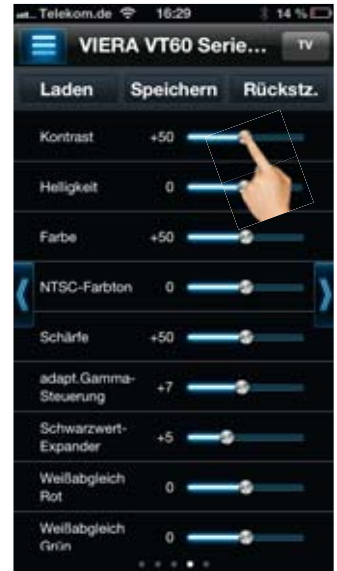 Telekom.de 16:29 14 %
VIERA VT60 Serie... TV
Laden Speichern Rückstz.
Kontrast +50
Helligkeit 0
Farbe +50
NTSC-Farbton 0
Schärfe +50
adapt.Gamma-
Steuerung +7
Schwarzwert-
Expander +5
Weißabgleich
Rot 0
Weißabgleich
Grün 0